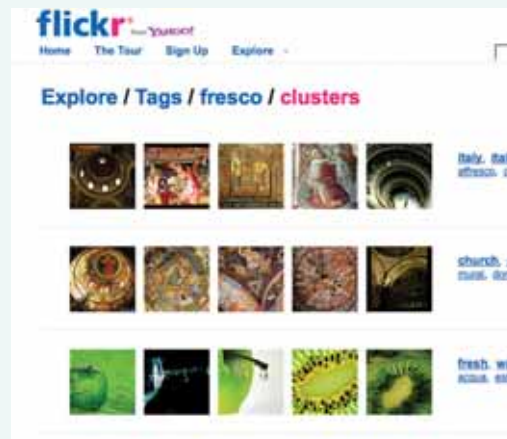 flickr from YAHOO!
Home The Tour Sign Up Explore
Explore / Tags / fresco / clusters
Italy,
affresco,
church,
mural,
fresh,
acqua,